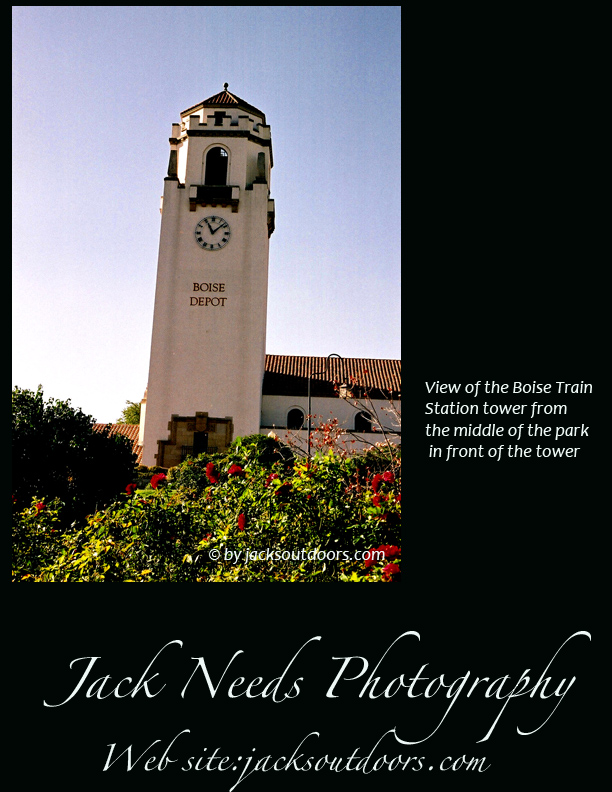 BOISE
DEPOT
View of the Boise Train
Station tower from
the middle of the park
in front of the tower
© by jacksoutdoors.com
Jack Needs Photography
Web site:jacksoutdoors.com